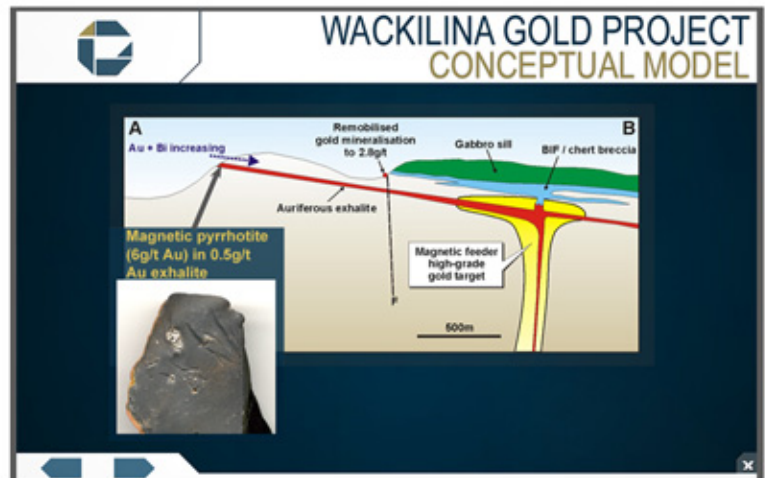 WACKILINA GOLD PROJECT
CONCEPTUAL MODEL
A
B
Au + Bi increasing
Remobilised
gold mineralisation
to 2.8g/t
Gabbro sill
BIF / chert breccia
Auriferous exhalite
Magnetic pyrrhotite
(6g/t Au) in 0.5g/t
Au exhalite
Magnetic feeder
high-grade
gold target
F
500m